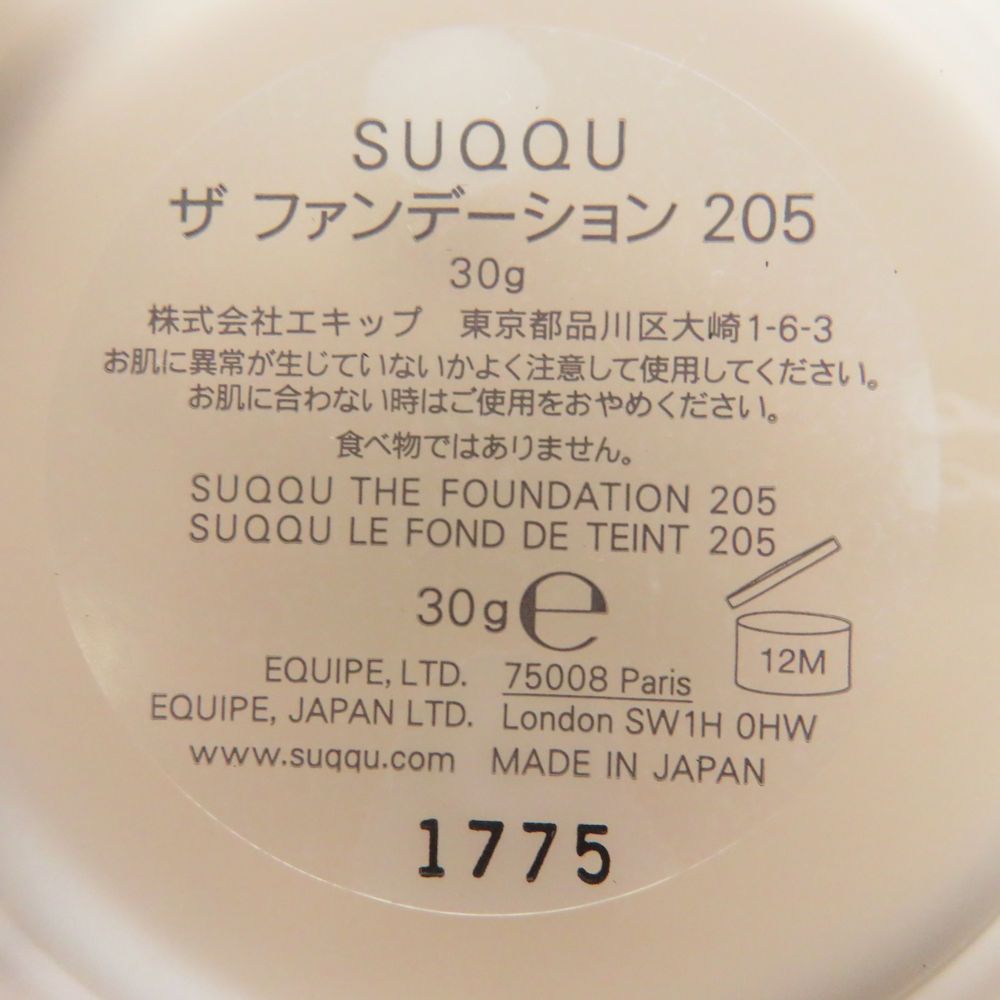 SUQQU
ザ ファンデーション 205
30g
株式会社エキップ 東京都品川区大崎1-6-3
お肌に異常が生じていないかよく注意して使用してください。
お肌に合わない時はご使用をおやめください。
食べ物ではありません。
SUQQU THE FOUNDATION 205
SUQQU LE FOND DE TEINT 205
30g ℮
12M
EQUIPE, LTD. 75008 Paris
EQUIPE, JAPAN LTD. London SW1H 0HW
www.suqqu.com MADE IN JAPAN
1775